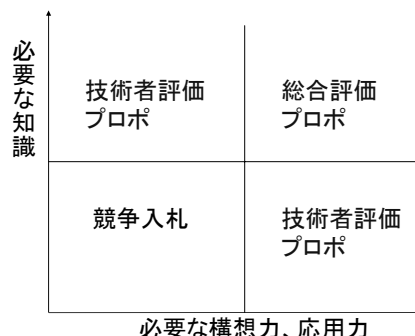 必要な知識
技術者評価
プロポ
総合評価
プロポ
競争入札
技術者評価
プロポ
必要な構想力、応用力